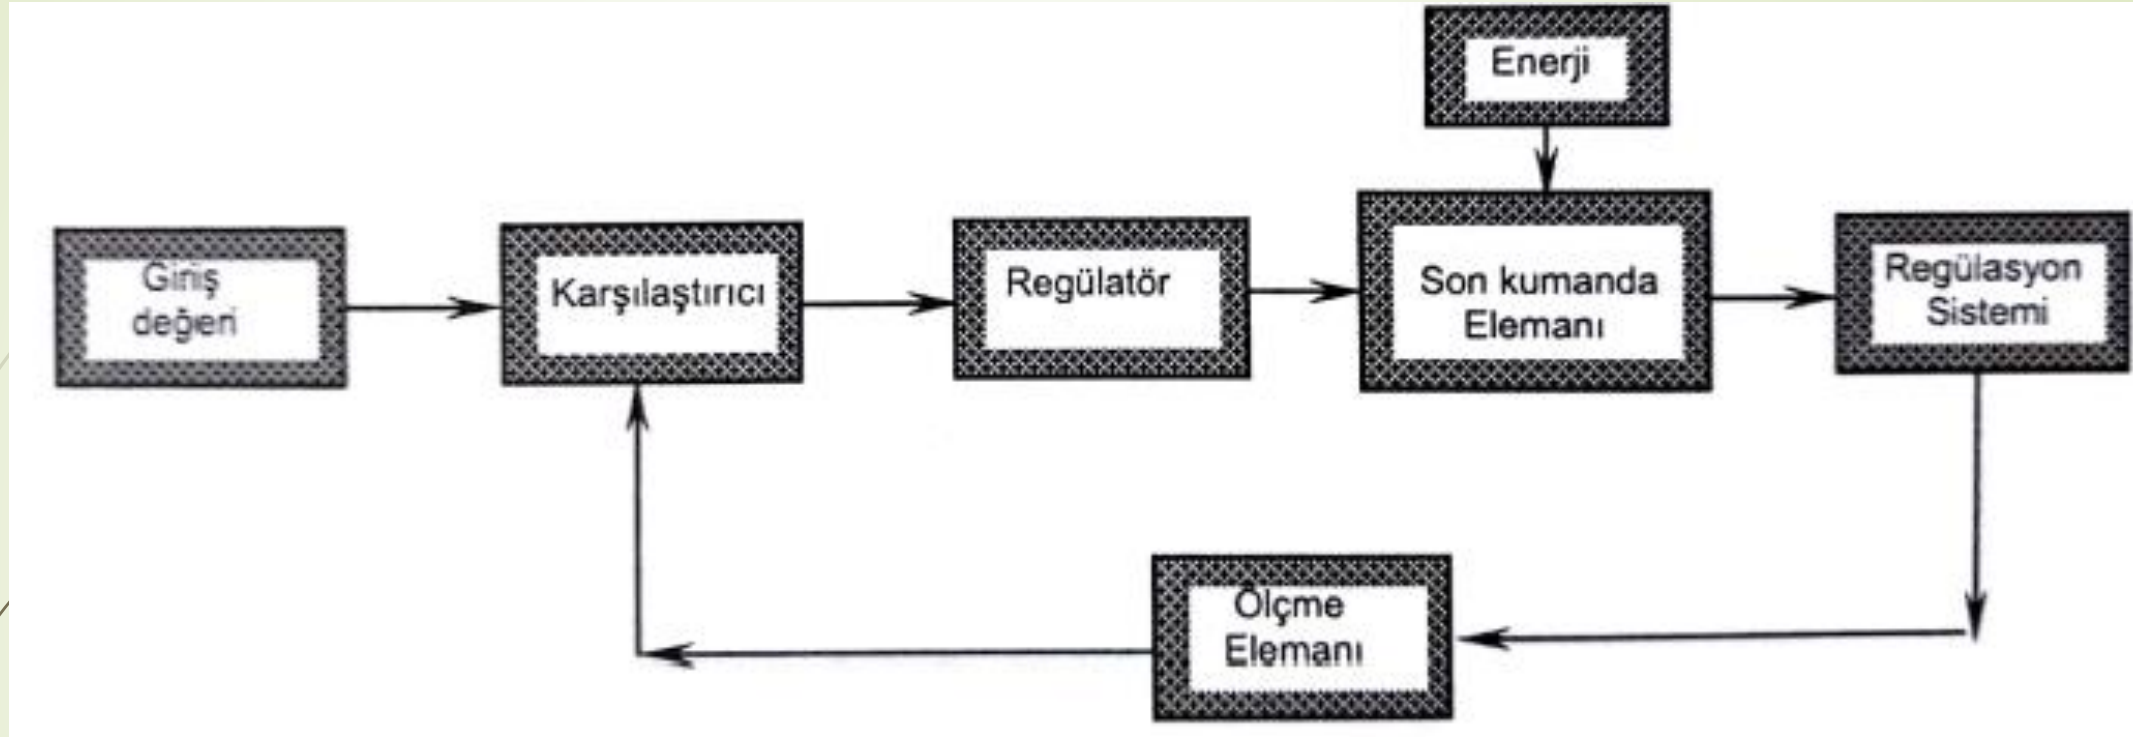 Enerji
Giriş
değeri
Karşılaştırıcı
Regülatör
Son kumanda
Elemanı
Regülasyon
Sistemi
Ölçme
Elemanı